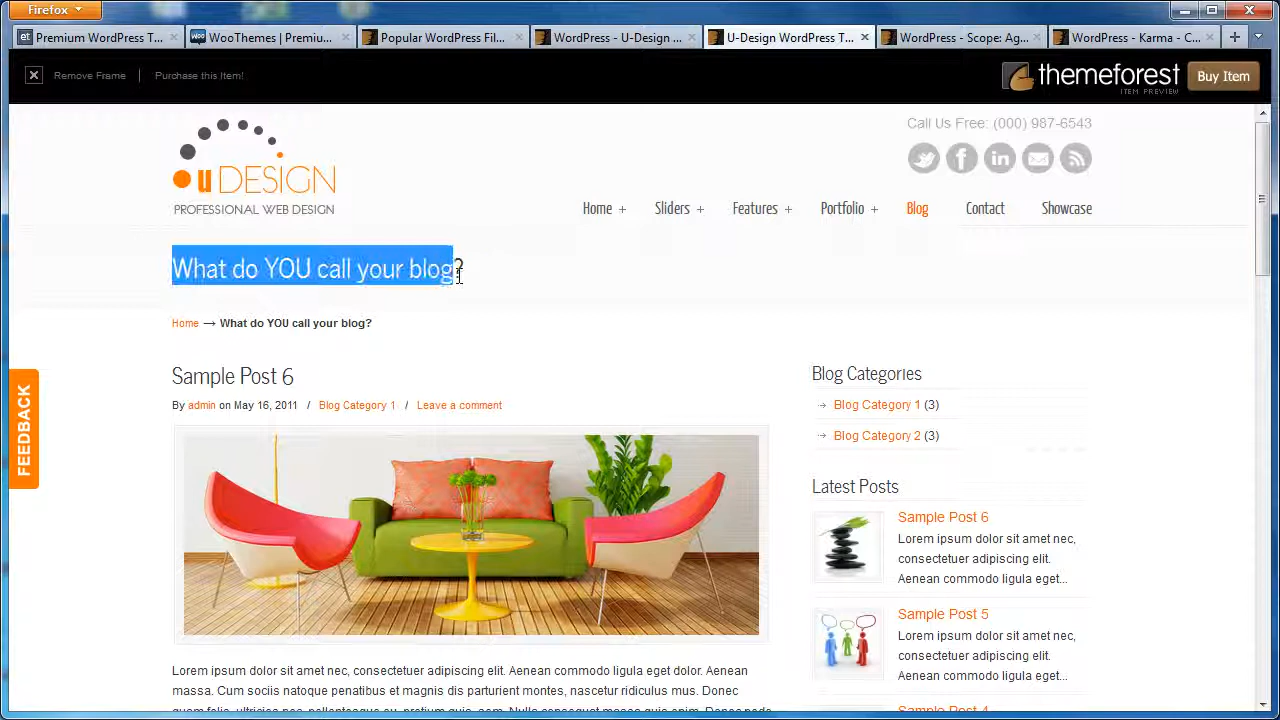 Firefox
Premium WordPress T...
WooThemes | Premiu...
Popular WordPress Fil...
WordPress - U-Design ...
U-Design WordPress T...
WordPress - Scope: Ag...
WordPress - Karma - C...
Remove Frame
Purchase this Item!
themeforest
ITEM PREVIEW
Buy Item
Call Us Free: (000) 987-6543
uDESIGN
PROFESSIONAL WEB DESIGN
Home +
Sliders +
Features +
Portfolio +
Blog
Contact
Showcase
What do YOU call your blog?
Home → What do YOU call your blog?
FEEDBACK
Sample Post 6
By admin on May 16, 2011 / Blog Category 1 / Leave a comment
Lorem ipsum dolor sit amet nec, consectetuer adipiscing elit. Aenean commodo ligula eget dolor. Aenean
massa. Cum sociis natoque penatibus et magnis dis parturient montes, nascetur ridiculus mus. Donec
Blog Categories
Blog Category 1 (3)
Blog Category 2 (3)
Latest Posts
Sample Post 6
Lorem ipsum dolor sit amet nec,
consectetuer adipiscing elit.
Aenean commodo ligula eget...
Sample Post 5
Lorem ipsum dolor sit amet nec,
consectetuer adipiscing elit.
Aenean commodo ligula eget...